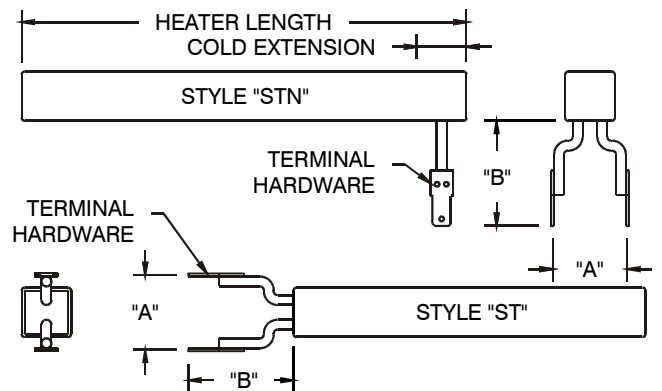 HEATER LENGTH
COLD EXTENSION
STYLE "STN"
TERMINAL
HARDWARE
"B"
"A"
TERMINAL
HARDWARE
"A"
STYLE "ST"
"B"